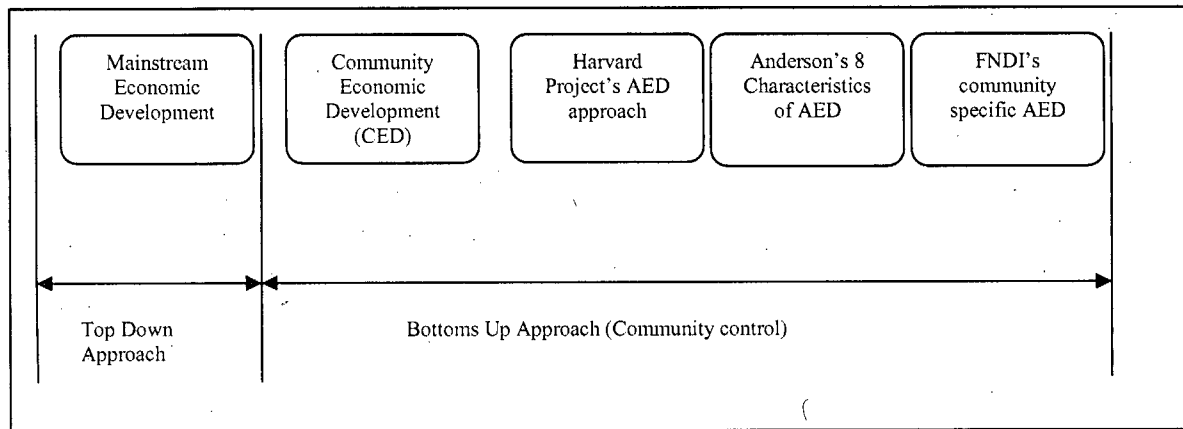 Mainstream
Economic
Development
Community
Economic
Development
(CED)
Harvard
Project's AED
approach
Anderson's 8
Characteristics
of AED
FNDI's
community
specific AED
Top Down
Approach
Bottoms Up Approach (Community control)